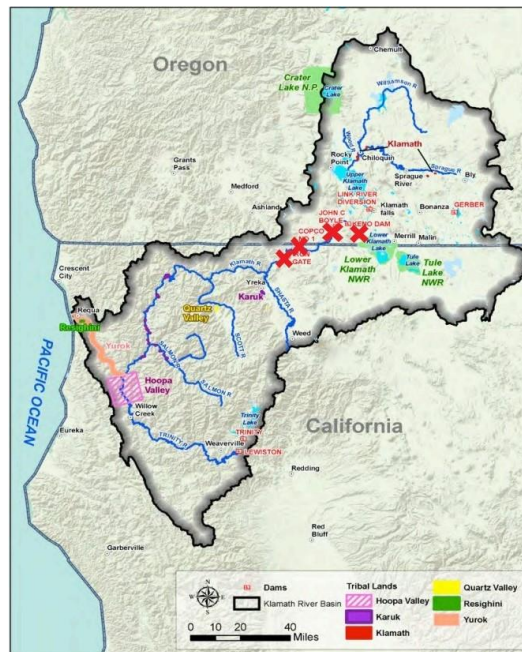 Chemult
Oregon
Crater
Lake N.P.
Crater
Lake
Williamson R
Wood R
Klamath
Rocky
Point
Chiloquin
Sprague R
Bly
Sprague
River
Upper
Klamath
Lake
Grants
Pass
Medford
LINK RIVER
DIVERSION
Klamath
falls
Bonanza
GERBER
Ashland
JOHN C
BOYLE
KENO DAM
COPCO
Merrill
Malin
Lower
Klamath
Lake
GATE
Tule
Lake
Lower
Klamath
NWR
Tule
Lake
NWR
Crescent
City
Klamath R
Yreka
Karuk
SHASTA R
Quartz
Valley
Requa
Resighini
Yurok
SCOTT R
Weed
SALMON R
SALMON R
PACIFIC OCEAN
Hoopa
Valley
Willow
Creek
Trinity
Lake
California
Eureka
TRINITY R
Weaverville
TRINITY
LEWISTON
Redding
Red
Bluff
Garberville
N
W
E
S
0
20
40
Miles
Dams
Klamath River Basin
Tribal Lands
Hoopa Valley
Karuk
Klamath
Quartz Valley
Resighini
Yurok